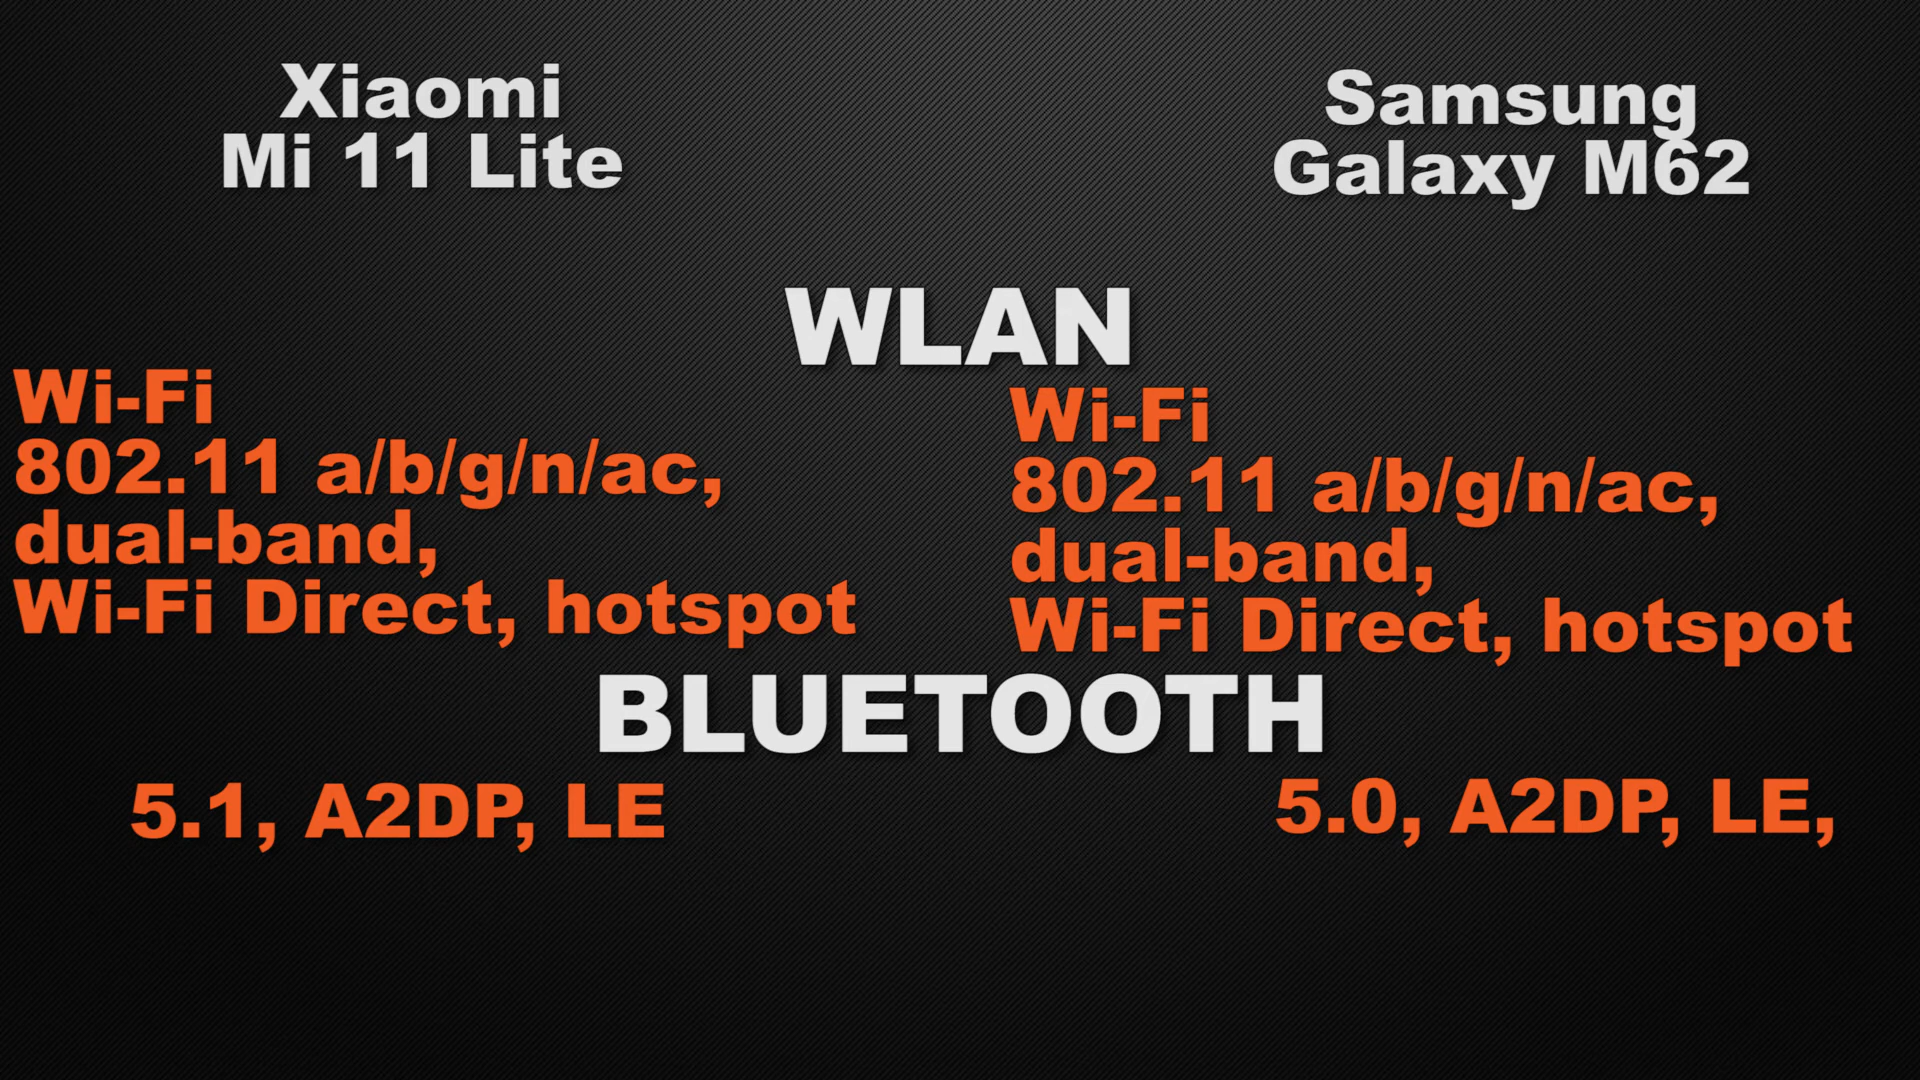 Xiaomi
Mi 11 Lite
Samsung
Galaxy M62
WLAN
Wi-Fi
802.11 a/b/g/n/ac,
dual-band,
Wi-Fi Direct, hotspot
Wi-Fi
802.11 a/b/g/n/ac,
dual-band,
Wi-Fi Direct, hotspot
BLUETOOTH
5.1, A2DP, LE
5.0, A2DP, LE,